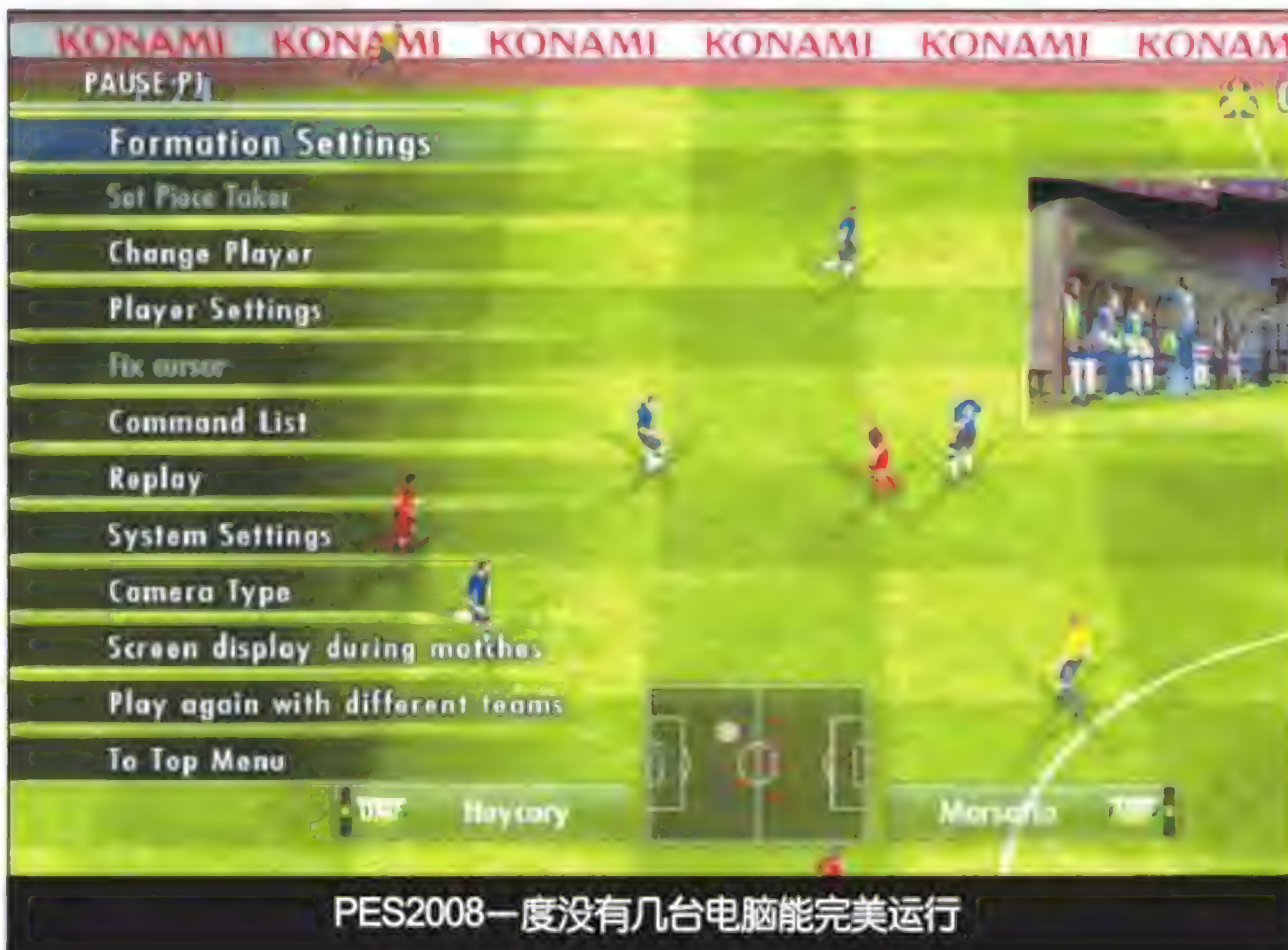 KONAMI KONAMI KONAMI KONAMI KONAMI KONAM
PAUSE P1
Formation Settings
Set Piece Taker
Change Player
Player Settings
Fix cursor
Command List
Replay
System Settings
Camera Type
Screen display during matches
Play again with different teams
To Top Menu
Haycary
PES2008一度没有几台电脑能完美运行